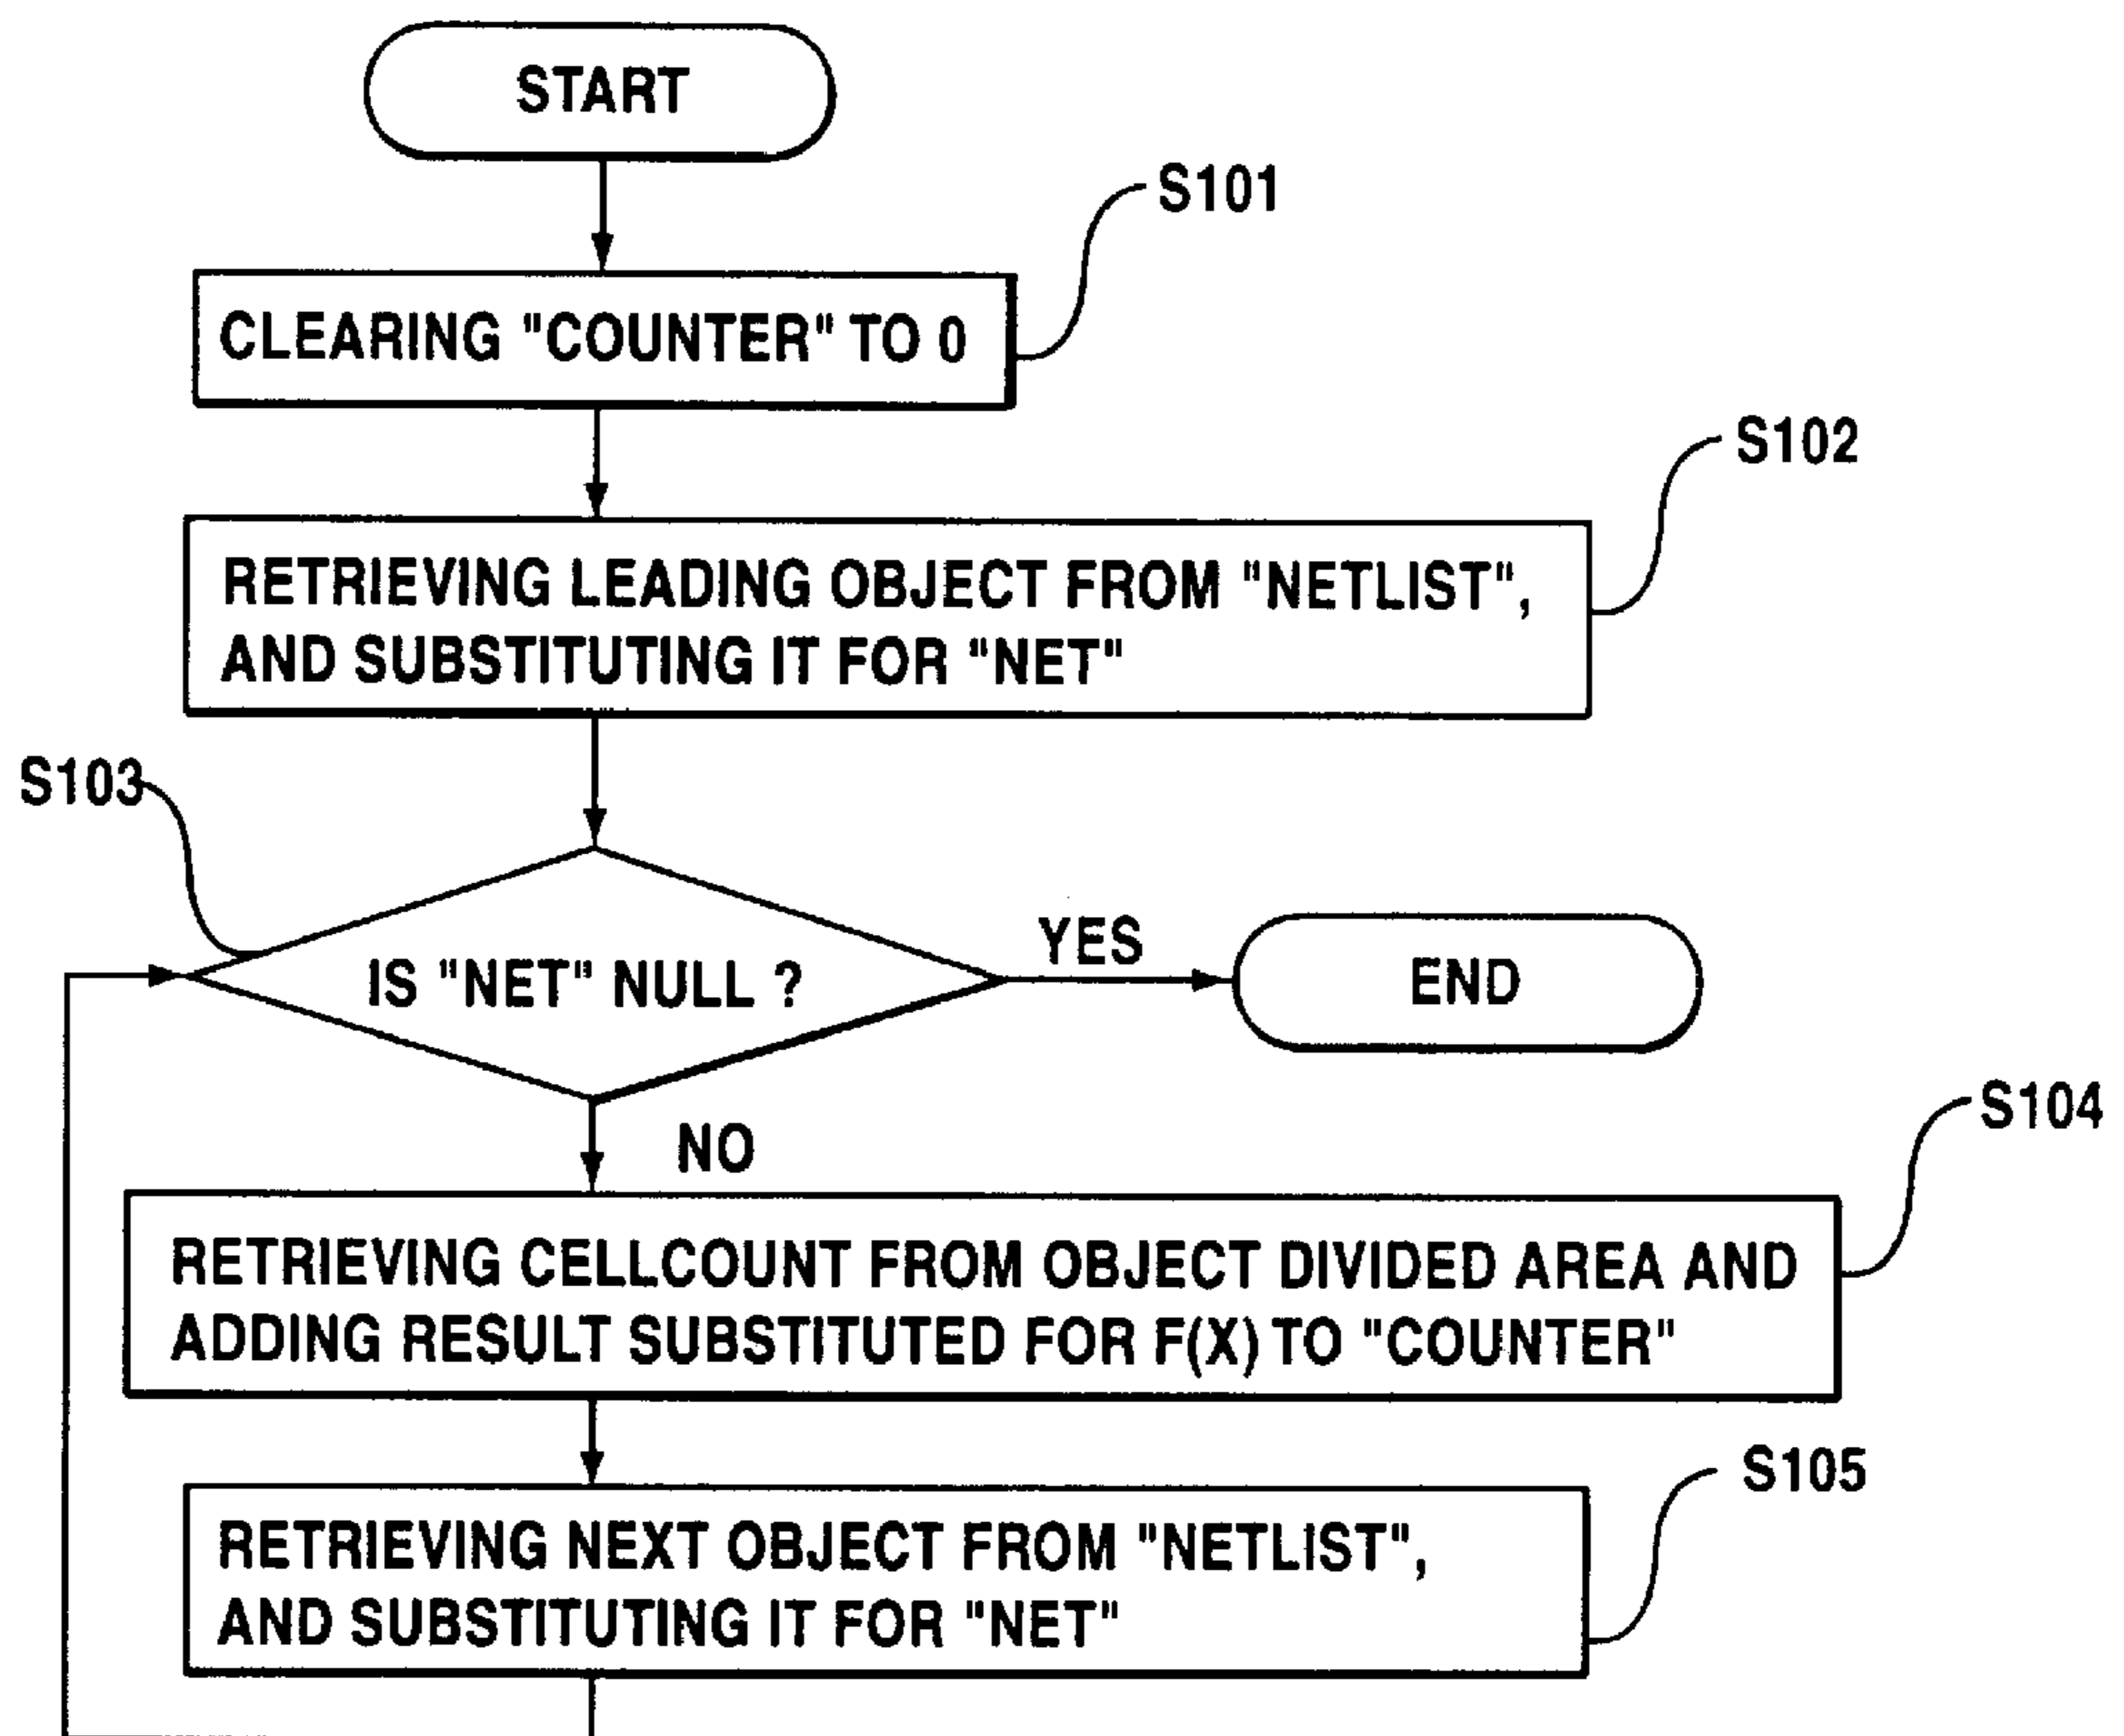 START
S101
CLEARING "COUNTER" TO 0
S102
RETRIEVING LEADING OBJECT FROM "NETLIST",
AND SUBSTITUTING IT FOR "NET"
S103
IS "NET" NULL ?
YES
END
NO
S104
RETRIEVING CELLCOUNT FROM OBJECT DIVIDED AREA AND
ADDING RESULT SUBSTITUTED FOR F(X) TO "COUNTER"
S105
RETRIEVING NEXT OBJECT FROM "NETLIST",
AND SUBSTITUTING IT FOR "NET"